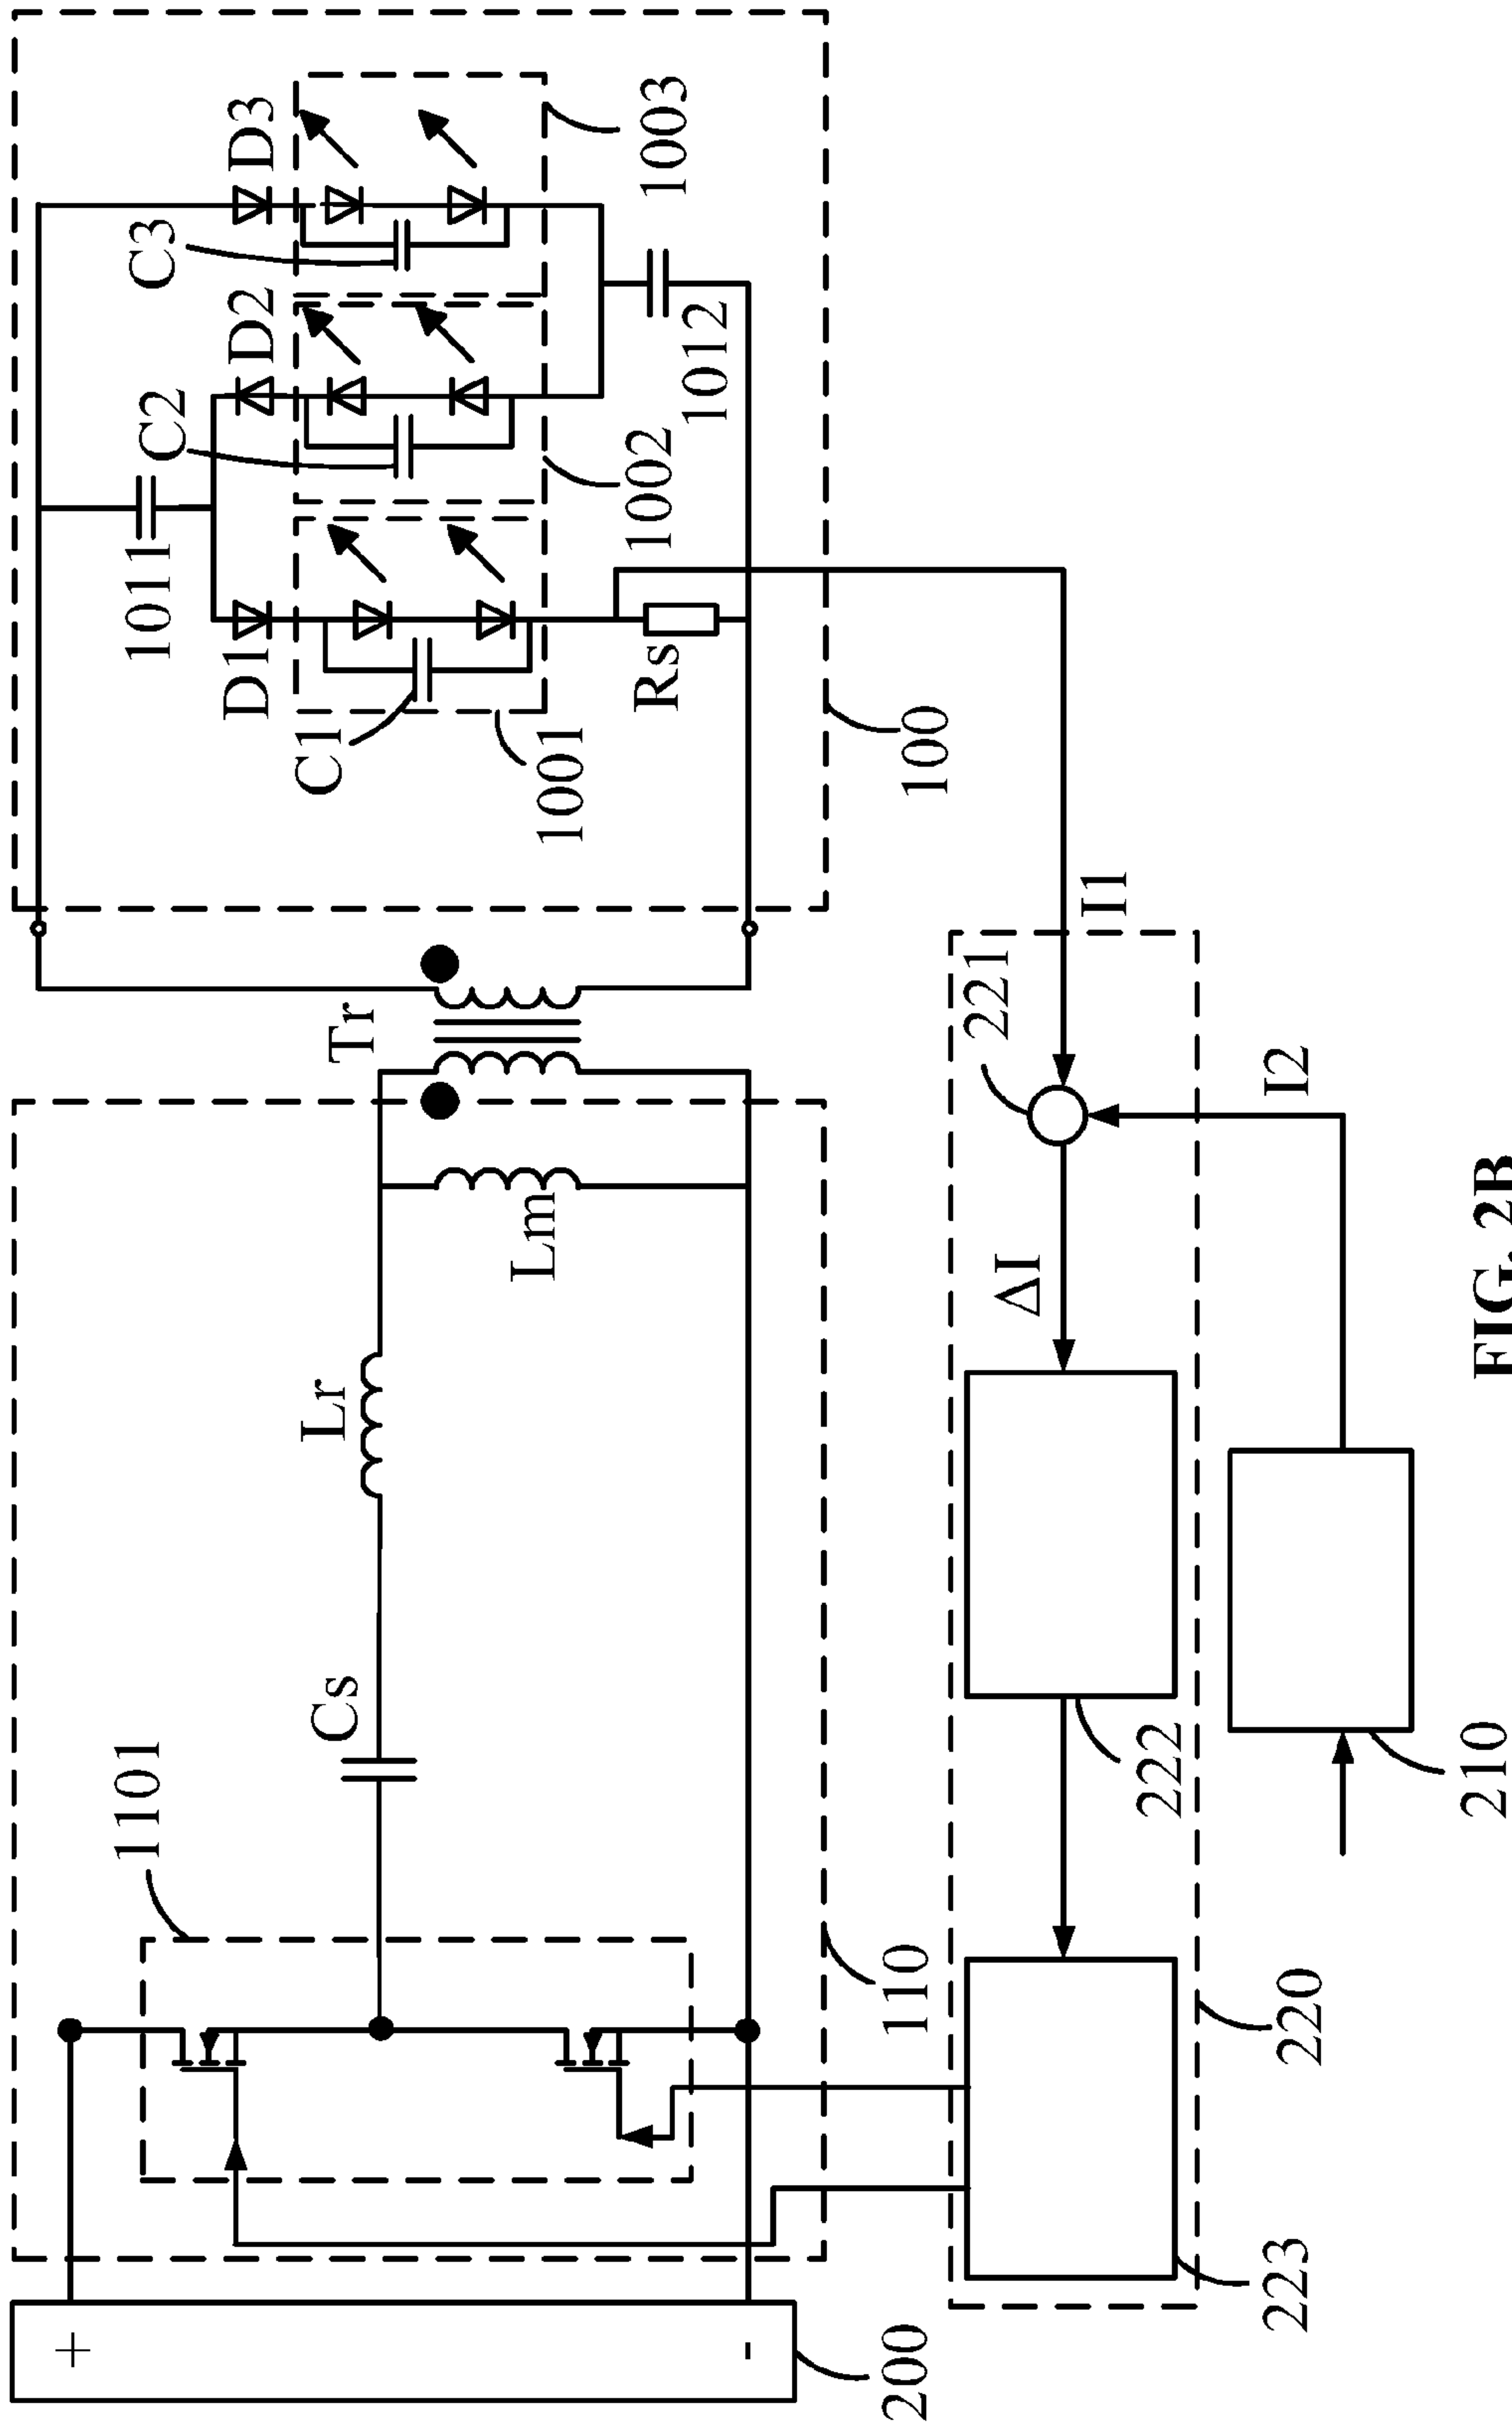 1101
Cs
Lr
Lm
Tr
1011
C2
C3
D1
D2
D3
C1
1001
Rs
1002
1012
1003
+
-
200
110
100
223
220
222
210
ΔI
221
I1
I2
FIG. 2B